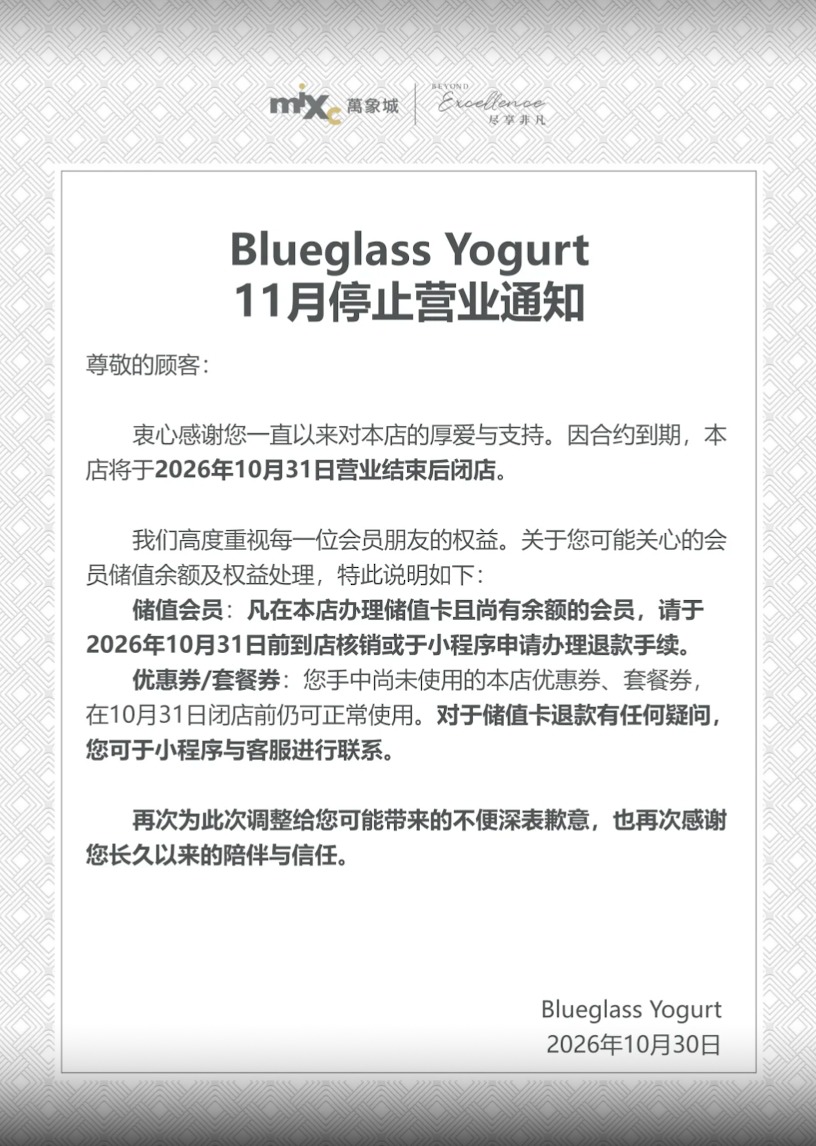 mixc 萬象城
BEYOND
Excellence
尽享非凡
Blueglass Yogurt
11月停止营业通知
尊敬的顾客：
衷心感谢您一直以来对本店的厚爱与支持。因合约到期，本
店将于2026年10月31日营业结束后闭店。
我们高度重视每一位会员朋友的权益。关于您可能关心的会
员储值余额及权益处理，特此说明如下：
储值会员：凡在本店办理储值卡且尚有余额的会员，请于
2026年10月31日前到店核销或于小程序申请办理退款手续。
优惠券/套餐券：您手中尚未使用的本店优惠券、套餐券，
在10月31日闭店前仍可正常使用。对于储值卡退款有任何疑问，
您可于小程序与客服进行联系。
再次为此次调整给您可能带来的不便深表歉意，也再次感谢
您长久以来的陪伴与信任。
Blueglass Yogurt
2026年10月30日